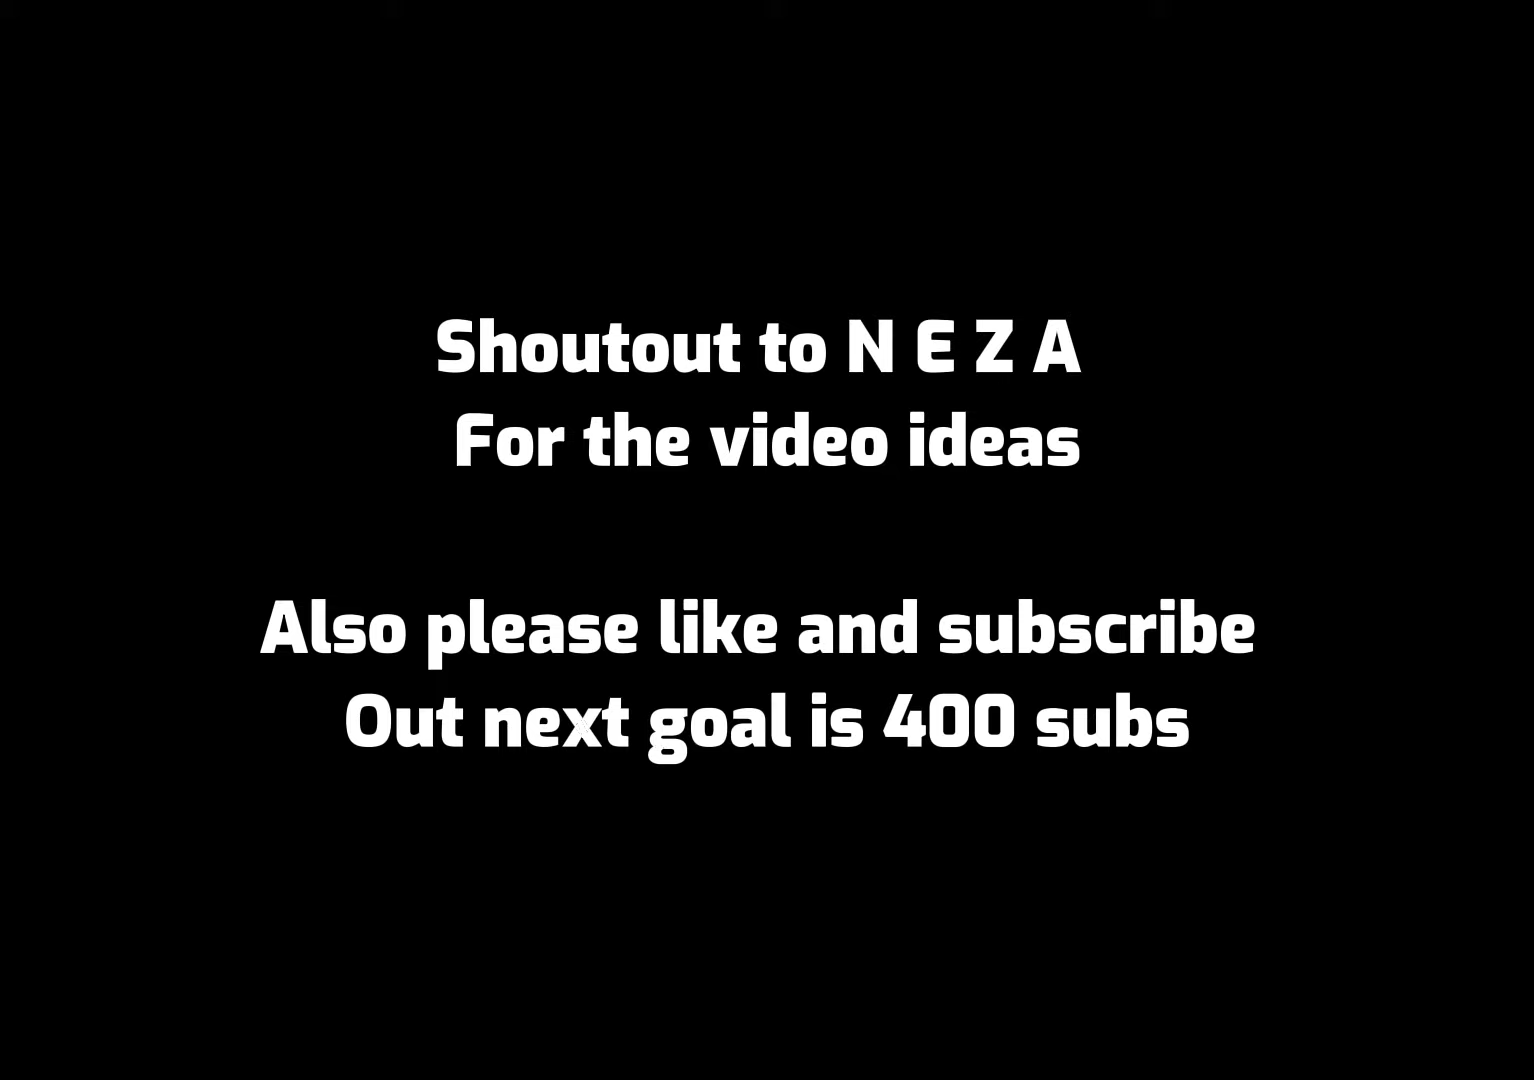 Shoutout to N E Z A
For the video ideas
Also please like and subscribe
Out next goal is 400 subs